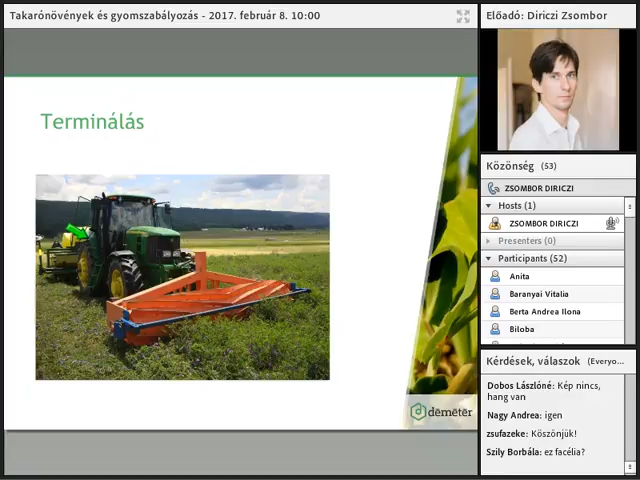 Takarónövények és gyomszabályozás - 2017. február 8. 10:00
Terminálás
demeter
Előadó: Diriczi Zsombor
Közönség (53)
ZSOMBOR DIRICZI
Hosts (1)
ZSOMBOR DIRICZI
Presenters (0)
Participants (52)
Anita
Baranyai Vitalia
Berta Andrea Ilona
Biloba
Kérdések, válaszok (Everyo...
Dobos Lászlóné: Kép nincs,
hang van
Nagy Andrea: igen
zsufazeke: Köszönjük!
Szily Borbála: ez facélia?